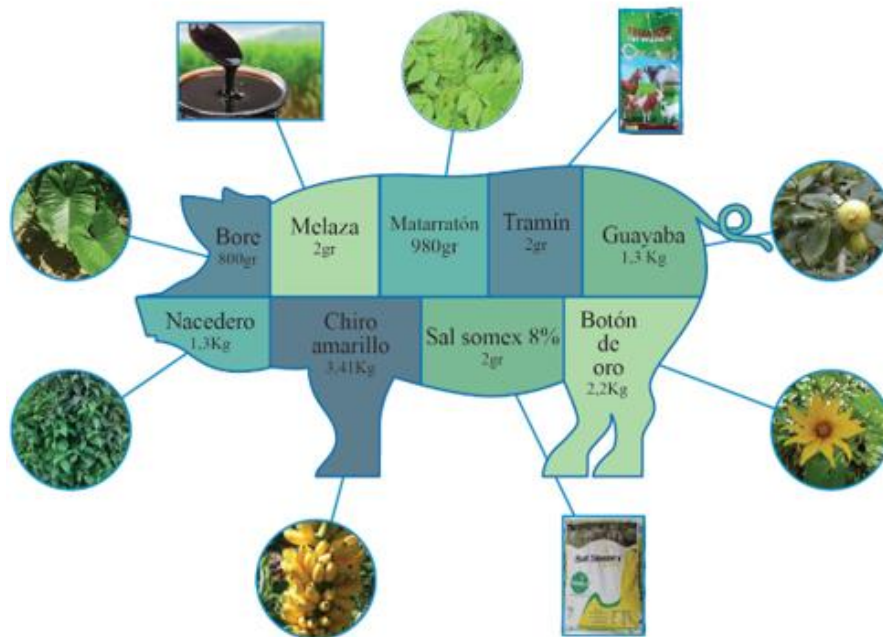 Bore
800gr
Melaza
2gr
Matarratón
980gr
Tramin
2gr
Guayaba
1,3 Kg
Nacedero
1,3Kg
Chiro
amarillo
3,41Kg
Sal somex 8%
2gr
Botón
de
oro
2,2Kg